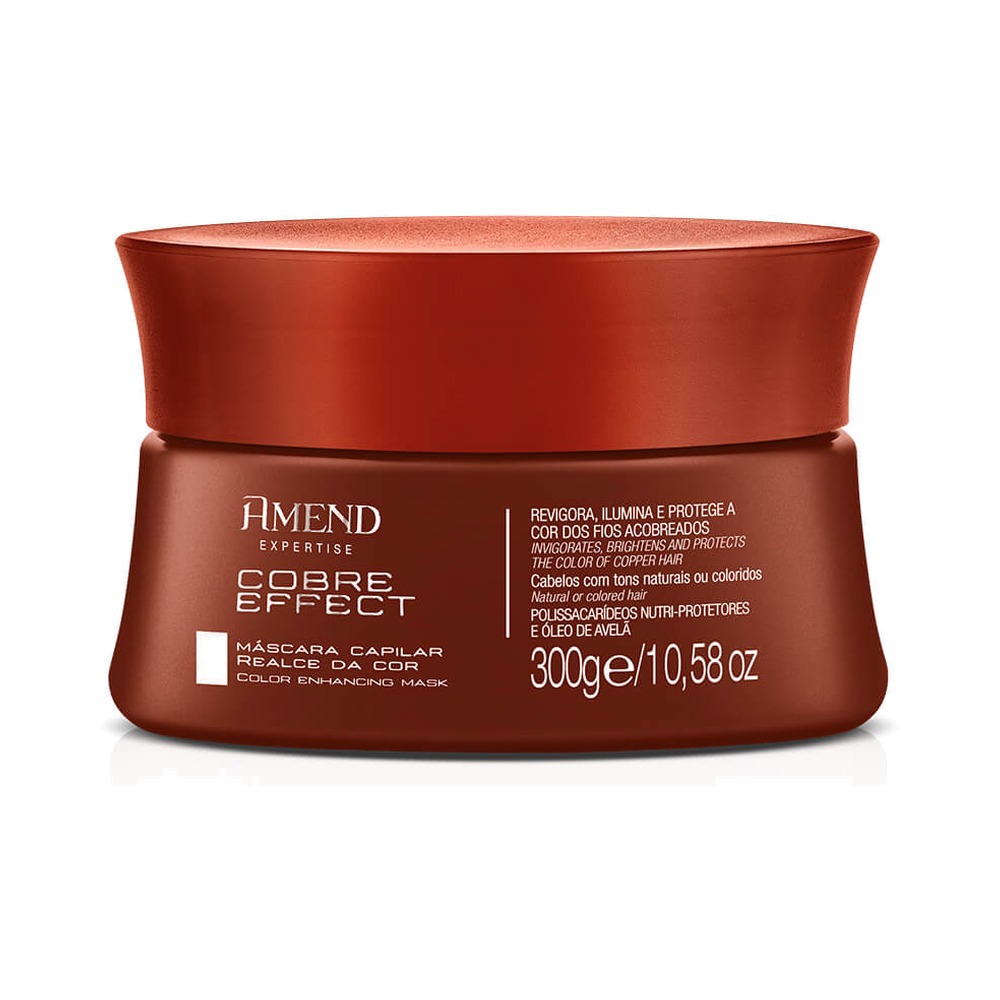 AMEND
EXPERTISE
COBRE
EFFECT
MÁSCARA CAPILAR
REALCE DA COR
COLOR ENHANCING MASK
REVIGORA, ILUMINA E PROTEGE A
COR DOS FIOS ACOBREADOS
INVIGORATES, BRIGHTENS AND PROTECTS
THE COLOR OF COPPER HAIR
Cabelos com tons naturais ou coloridos
Natural or colored hair
POLISSACARÍDEOS NUTRI-PROTETORES
E ÓLEO DE AVELÃ
300g℮/10,58 oz